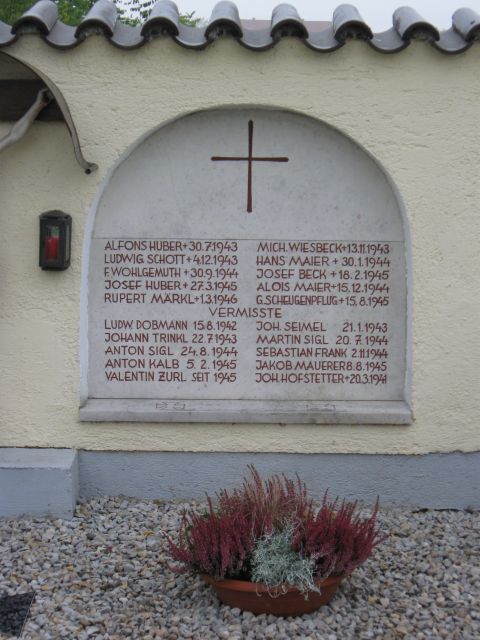 ALFONS HUBER+30.7.1943 MICH.WIESBECK+13.11.1943
LUDWIG SCHOTT+4.12.1943 HANS MAIER+30.1.1944
F.WOHLGEMUTH+30.9.1944 JOSEF BECK+18.2.1945
JOSEF HUBER+27.3.1945 ALOIS MAIER+15.12.1944
RUPERT MÄRKL+1.3.1946 G.SCHEUGENPFLUG+15.8.1945
VERMISSTE
LUDW.DOBMANN 15.8.1942 JOH.SEIMEL 21.1.1943
JOHANN TRINKL 22.7.1943 MARTIN SIGL 20.7.1944
ANTON SIGL 24.8.1944 SEBASTIAN FRANK 2.11.1944
ANTON KALB 5.2.1945 JAKOB MAUERER 8.8.1945
VALENTIN ZURL SEIT 1945 JOH.HOFSTETTER+20.3.1941